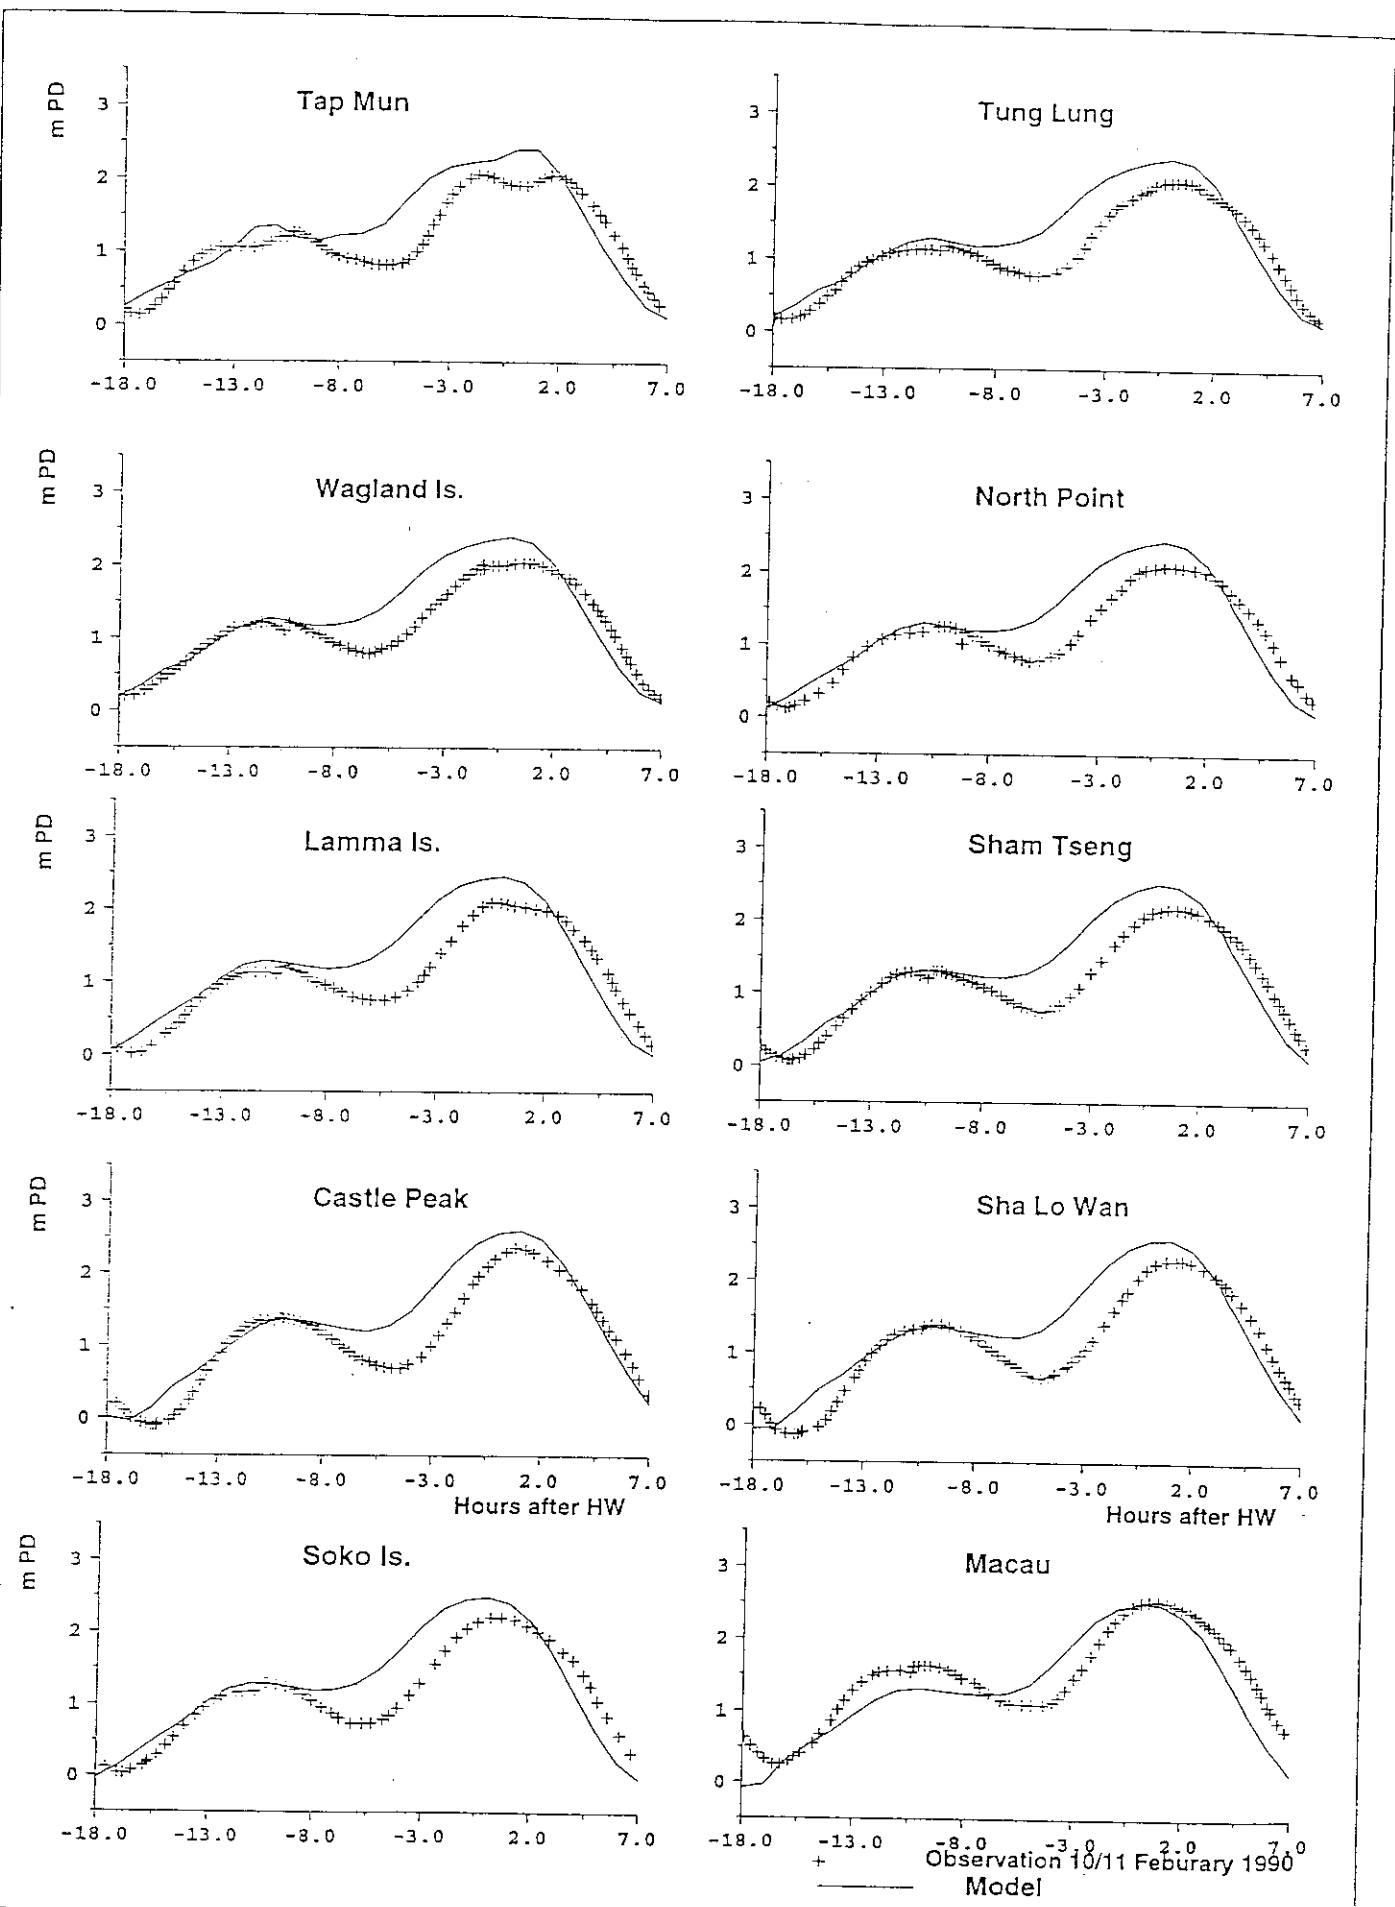 m PD
Tap Mun
3
2
1
0
-18.0 -13.0 -8.0 -3.0 2.0 7.0
Tung Lung
3
2
1
0
-18.0 -13.0 -8.0 -3.0 2.0 7.0
m PD
Wagland Is.
3
2
1
0
-18.0 -13.0 -8.0 -3.0 2.0 7.0
North Point
3
2
1
0
-18.0 -13.0 -8.0 -3.0 2.0 7.0
m PD
Lamma Is.
3
2
1
0
-18.0 -13.0 -8.0 -3.0 2.0 7.0
Sham Tseng
3
2
1
0
-18.0 -13.0 -8.0 -3.0 2.0 7.0
m PD
Castle Peak
3
2
1
0
-18.0 -13.0 -8.0 -3.0 2.0 7.0
Hours after HW
Sha Lo Wan
3
2
1
0
-18.0 -13.0 -8.0 -3.0 2.0 7.0
Hours after HW
m PD
Soko Is.
3
2
1
0
-18.0 -13.0 -8.0 -3.0 2.0 7.0
Macau
3
2
1
0
-18.0 -13.0 -8.0 -3.0 2.0 7.0
+ Observation 10/11 Feburary 1990
Model